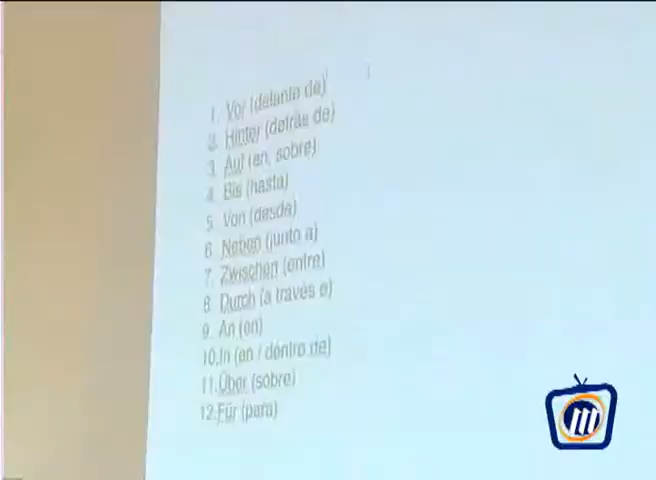 1. Vor (delante de)
2. Hinter (detrás de)
3. Auf (en, sobre)
4. Bis (hasta)
5. Von (desde)
6. Neben (junto a)
7. Zwischen (entre)
8. Durch (a través e)
9. An (en)
10.In (en / dentro de)
11.Über (sobre)
12.Für (para)